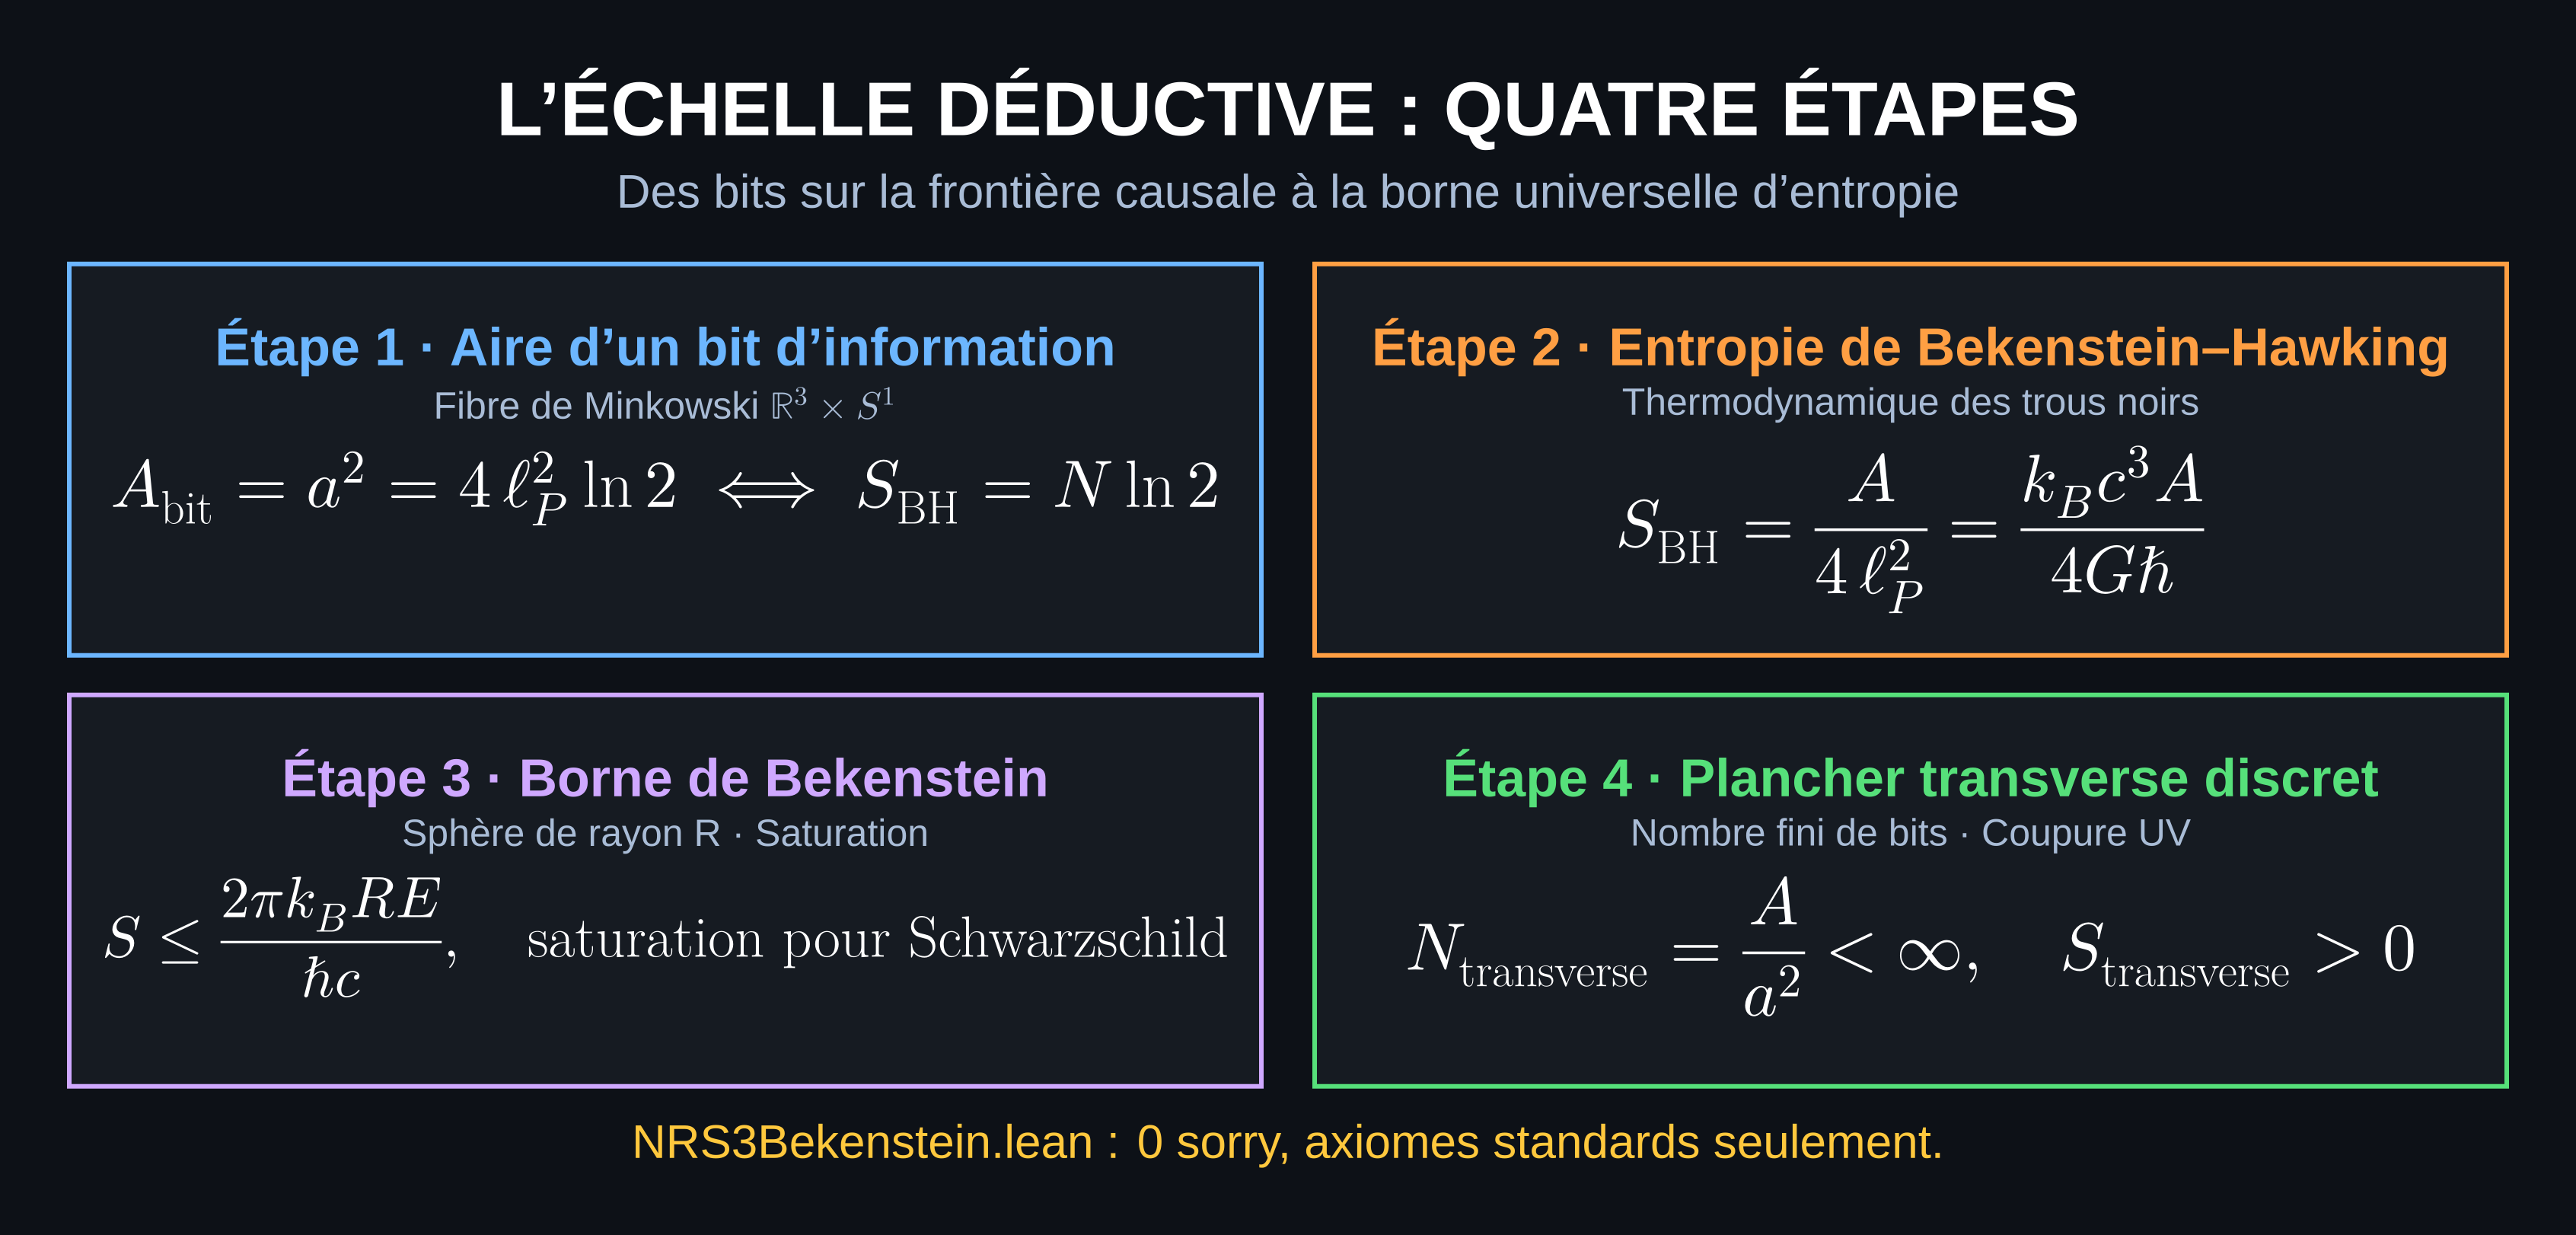 L’ÉCHELLE DÉDUCTIVE : QUATRE ÉTAPES
Des bits sur la frontière causale à la borne universelle d’entropie
Étape 1 · Aire d’un bit d’information
Fibre de Minkowski ℝ³ × S¹
A_bit = a² = 4 ℓ_P² ln 2 ⟺ S_BH = N ln 2
Étape 2 · Entropie de Bekenstein–Hawking
Thermodynamique des trous noirs
S_BH = A / (4 ℓ_P²) = k_B c³ A / (4Għ)
Étape 3 · Borne de Bekenstein
Sphère de rayon R · Saturation
S ≤ 2πk_B RE / (ħc), saturation pour Schwarzschild
Étape 4 · Plancher transverse discret
Nombre fini de bits · Coupure UV
N_transverse = A / a² < ∞, S_transverse > 0
NRS3Bekenstein.lean : 0 sorry, axiomes standards seulement.